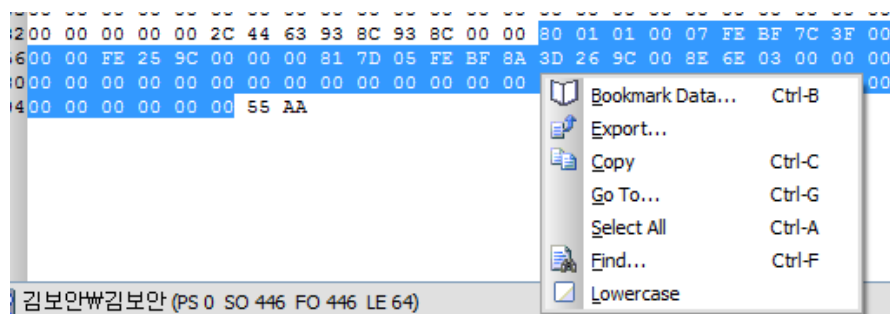 200 00 00 00 00 2C 44 63 93 8C 93 8C 00 00 80 01 01 00 07 FE BF 7C 3F 00
600 00 FE 25 9C 00 00 00 81 7D 05 FE BF 8A 3D 26 9C 00 8E 6E 03 00 00 00
000 00 00 00 00 00 00 00 00 00 00 00 00 00 00
400 00 00 00 00 00 55 AA
Bookmark Data... Ctrl-B
Export...
Copy Ctrl-C
Go To... Ctrl-G
Select All Ctrl-A
Find... Ctrl-F
Lowercase
김보안₩김보안 (PS 0 SO 446 FO 446 LE 64)